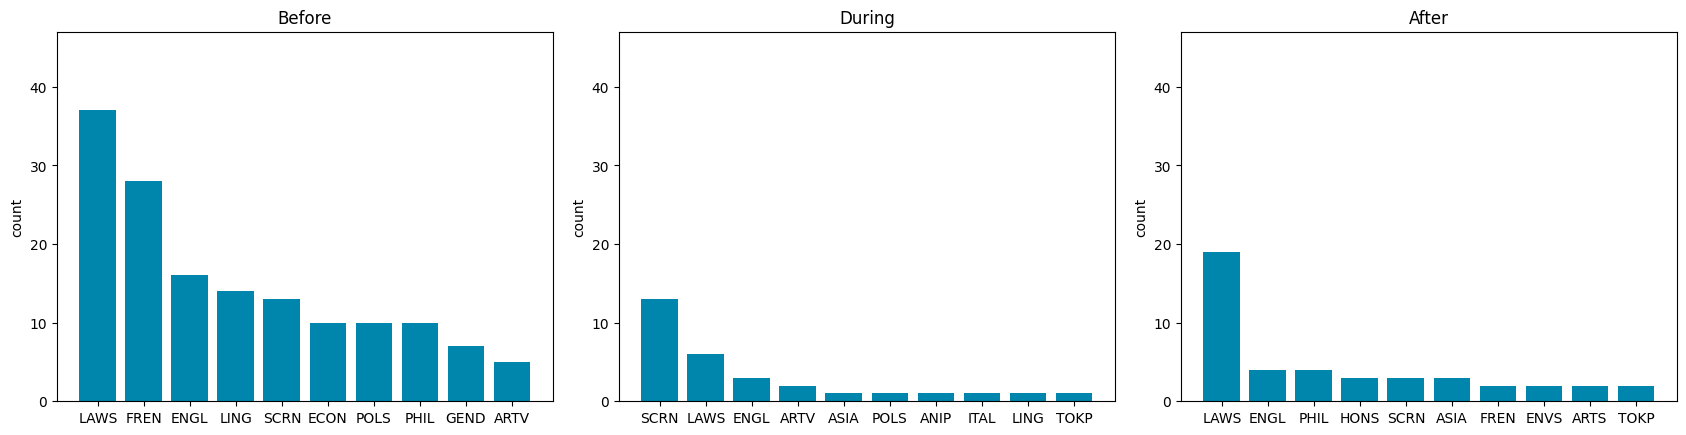 Before
count
40
30
20
10
0
LAWS FREN ENGL LING SCRN ECON POLS PHIL GEND ARTV
During
count
40
30
20
10
0
SCRN LAWS ENGL ARTV ASIA POLS ANIP ITAL LING TOKP
After
count
40
30
20
10
0
LAWS ENGL PHIL HONS SCRN ASIA FREN ENVS ARTS TOKP